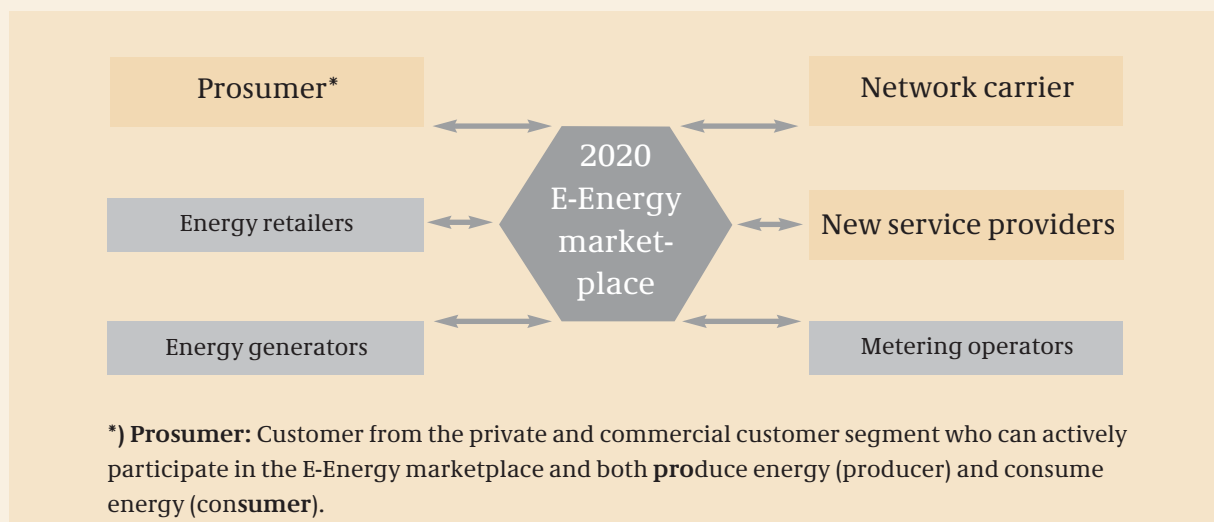 Prosumer*
Network carrier
2020
E-Energy
market-
place
Energy retailers
New service providers
Energy generators
Metering operators
*) Prosumer: Customer from the private and commercial customer segment who can actively
participate in the E-Energy marketplace and both produce energy (producer) and consume
energy (consumer).